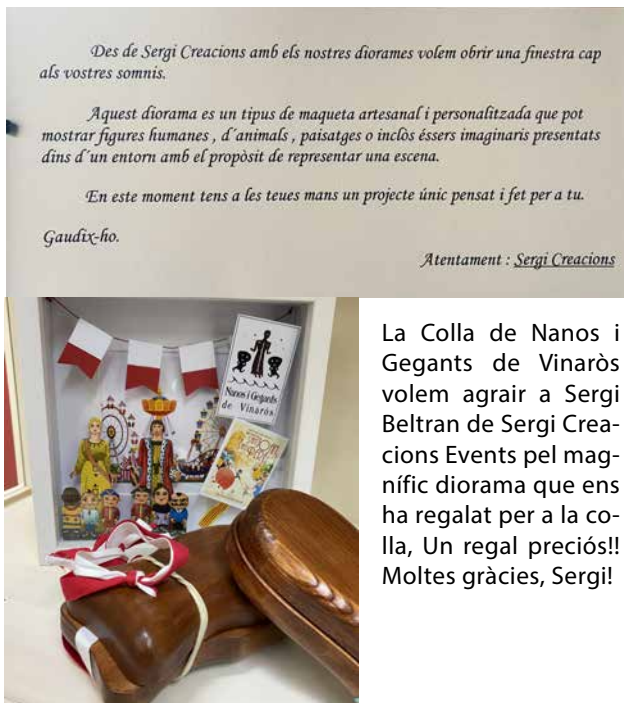 Des de Sergi Creacions amb els nostres diorames volem obrir una finestra cap
als vostres somnis.
Aquest diorama es un tipus de maqueta artesanal i personalitzada que pot
mostrar figures humanes , d´animals , paisatges o inclòs éssers imaginaris presentats
dins d´un entorn amb el propòsit de representar una escena.
En este moment tens a les teues mans un projecte únic pensat i fet per a tu.
Gaudix-ho.
Atentament : Sergi Creacions
Nanos i Gegants
de Vinaròs
La Colla de Nanos i
Gegants de Vinaròs
volem agrair a Sergi
Beltran de Sergi Crea-
cions Events pel mag-
nífic diorama que ens
ha regalat per a la co-
lla, Un regal preciós!!
Moltes gràcies, Sergi!